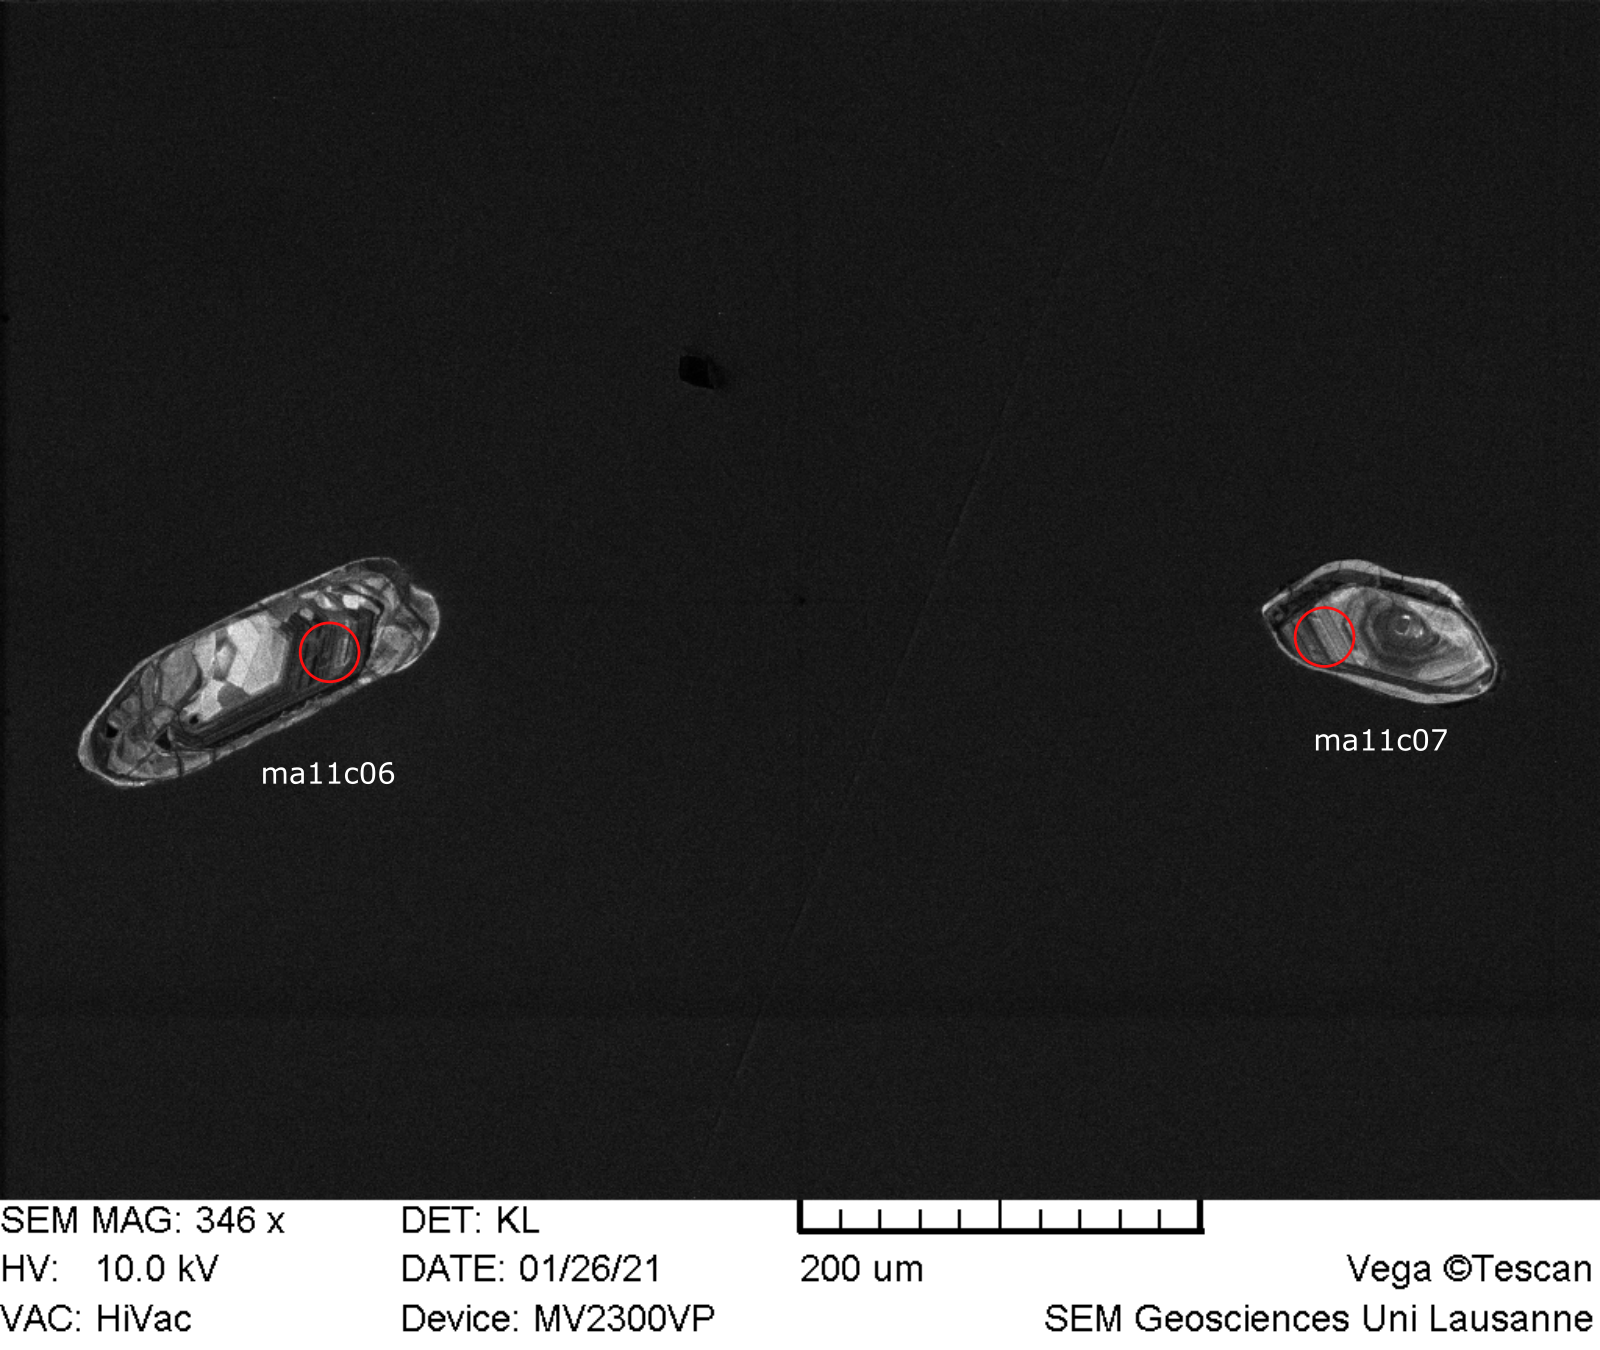 ma11c06
ma11c07
SEM MAG: 346 x
DET: KL
HV: 10.0 kV
DATE: 01/26/21
200 um
Vega ©Tescan
VAC: HiVac
Device: MV2300VP
SEM Geosciences Uni Lausanne